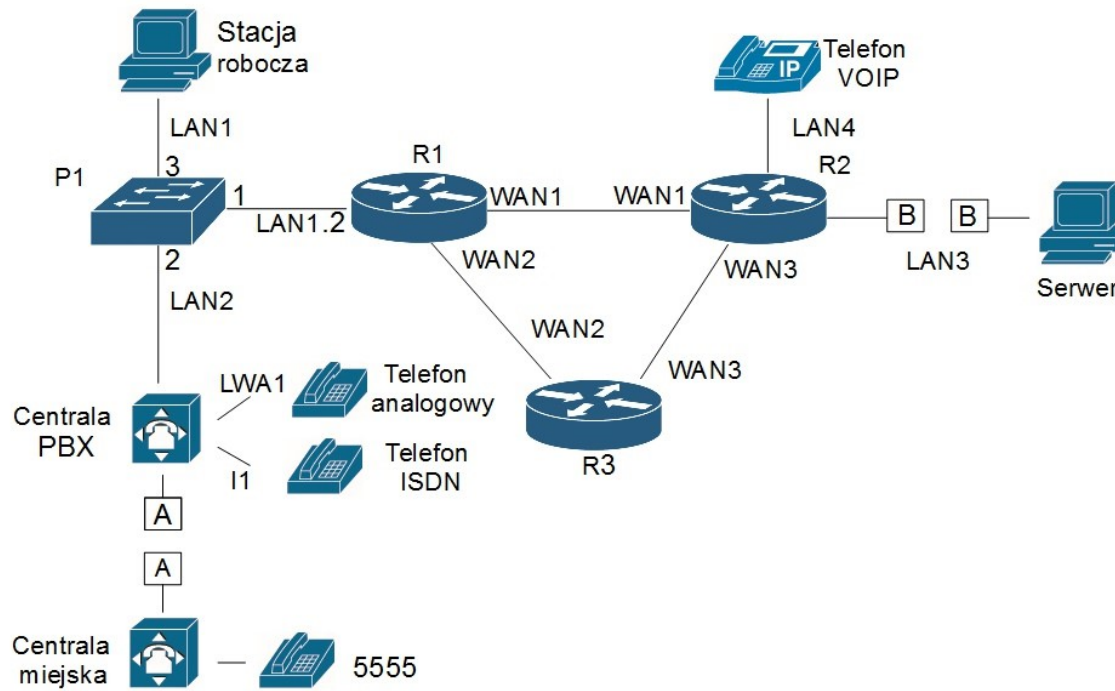 Stacja
robocza
LAN1
P1
3
1
2
LAN1.2
R1
WAN1
WAN1
WAN2
WAN2
WAN3
WAN3
R3
IP
Telefon
VOIP
LAN4
R2
B
B
LAN3
Serwer
LAN2
Centrala
PBX
LWA1
Telefon
analogowy
I1
Telefon
ISDN
A
A
Centrala
miejska
5555